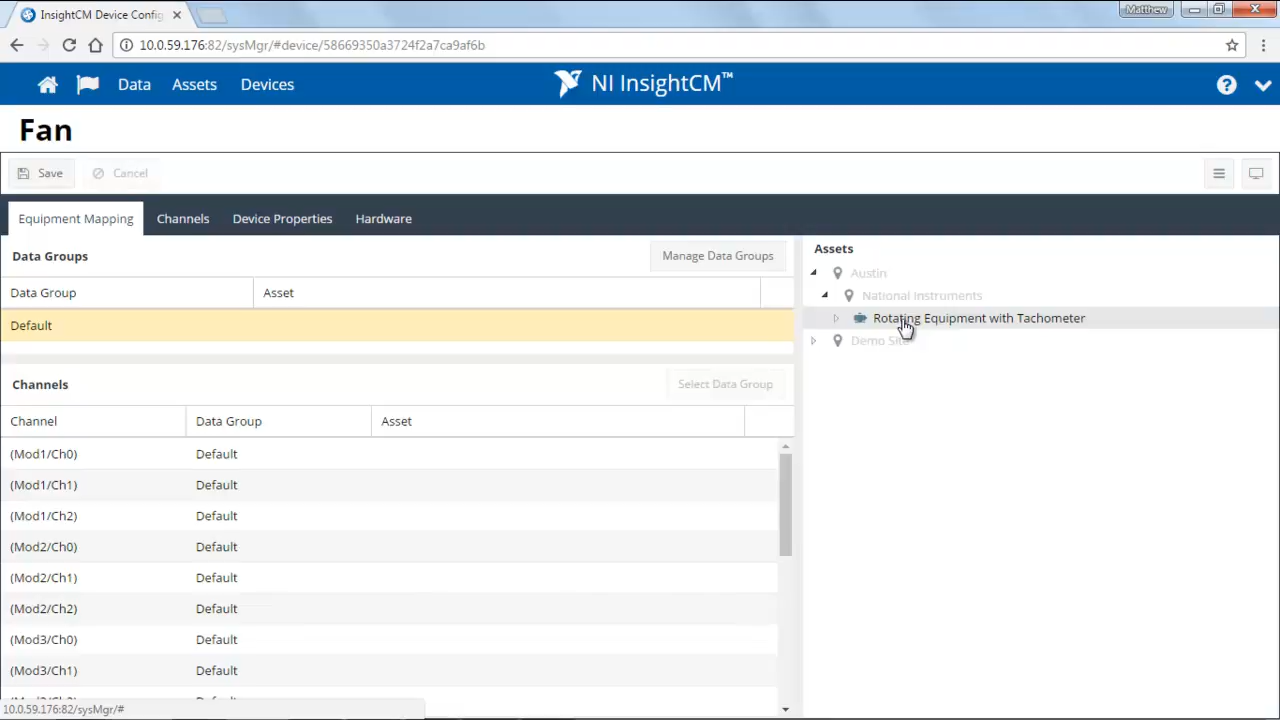 InsightCM Device Config
Matthew
10.0.59.176:82/sysMgr/#device/58669350a3724f2a7ca9af6b
Data
Assets
Devices
NI InsightCM™
Fan
Save
Cancel
Equipment Mapping
Channels
Device Properties
Hardware
Data Groups
Manage Data Groups
Data Group
Asset
Default
Channels
Select Data Group
Channel
Data Group
Asset
(Mod1/Ch0) Default
(Mod1/Ch1) Default
(Mod1/Ch2) Default
(Mod2/Ch0) Default
(Mod2/Ch1) Default
(Mod2/Ch2) Default
(Mod3/Ch0) Default
(Mod3/Ch1) Default
Assets
Austin
National Instruments
Rotating Equipment with Tachometer
Demo Site
10.0.59.176:82/sysMgr/#